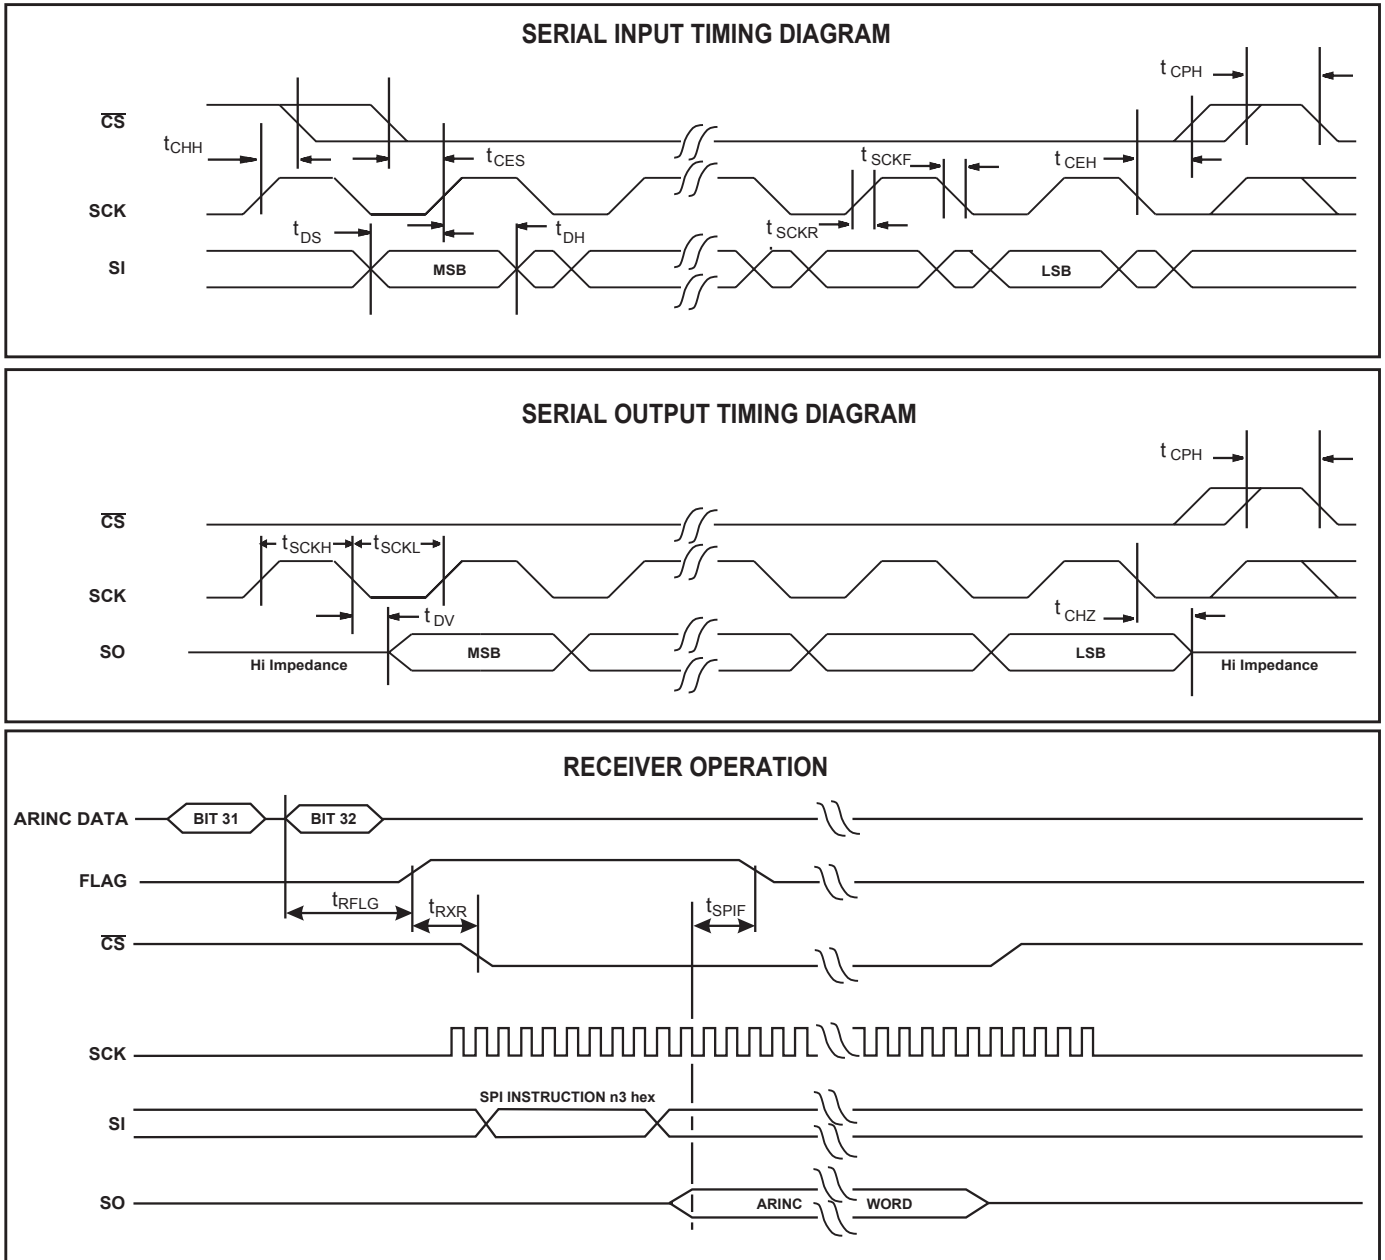 SERIAL INPUT TIMING DIAGRAM
t CPH
CS
t CHH
t CES
t SCKF
t CEH
SCK
t DS
t DH
t SCKR
SI
MSB
LSB
SERIAL OUTPUT TIMING DIAGRAM
t CPH
CS
t SCKH
t SCKL
SCK
t DV
t CHZ
SO
Hi Impedance
MSB
LSB
Hi Impedance
RECEIVER OPERATION
ARINC DATA
BIT 31
BIT 32
FLAG
t RFLG
t RXR
t SPIF
CS
SCK
SPI INSTRUCTION n3 hex
SI
SO
ARINC WORD